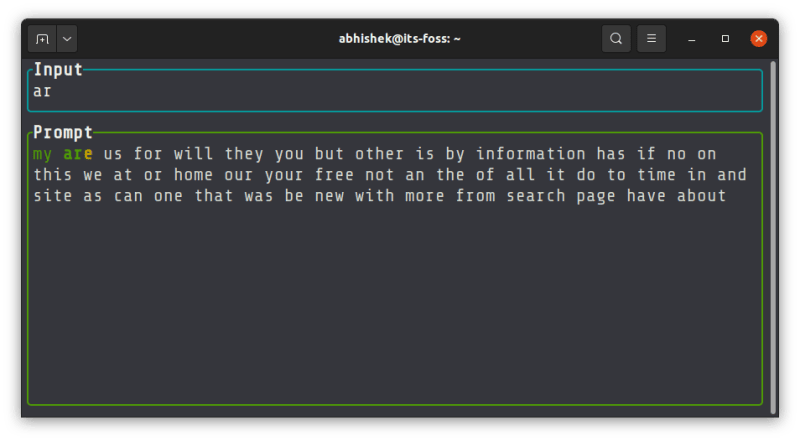 abhishek@its-foss: ~
Input
ar
Prompt
my are us for will they you but other is by information has if no on
this we at or home our your free not an the of all it do to time in and
site as can one that was be new with more from search page have about